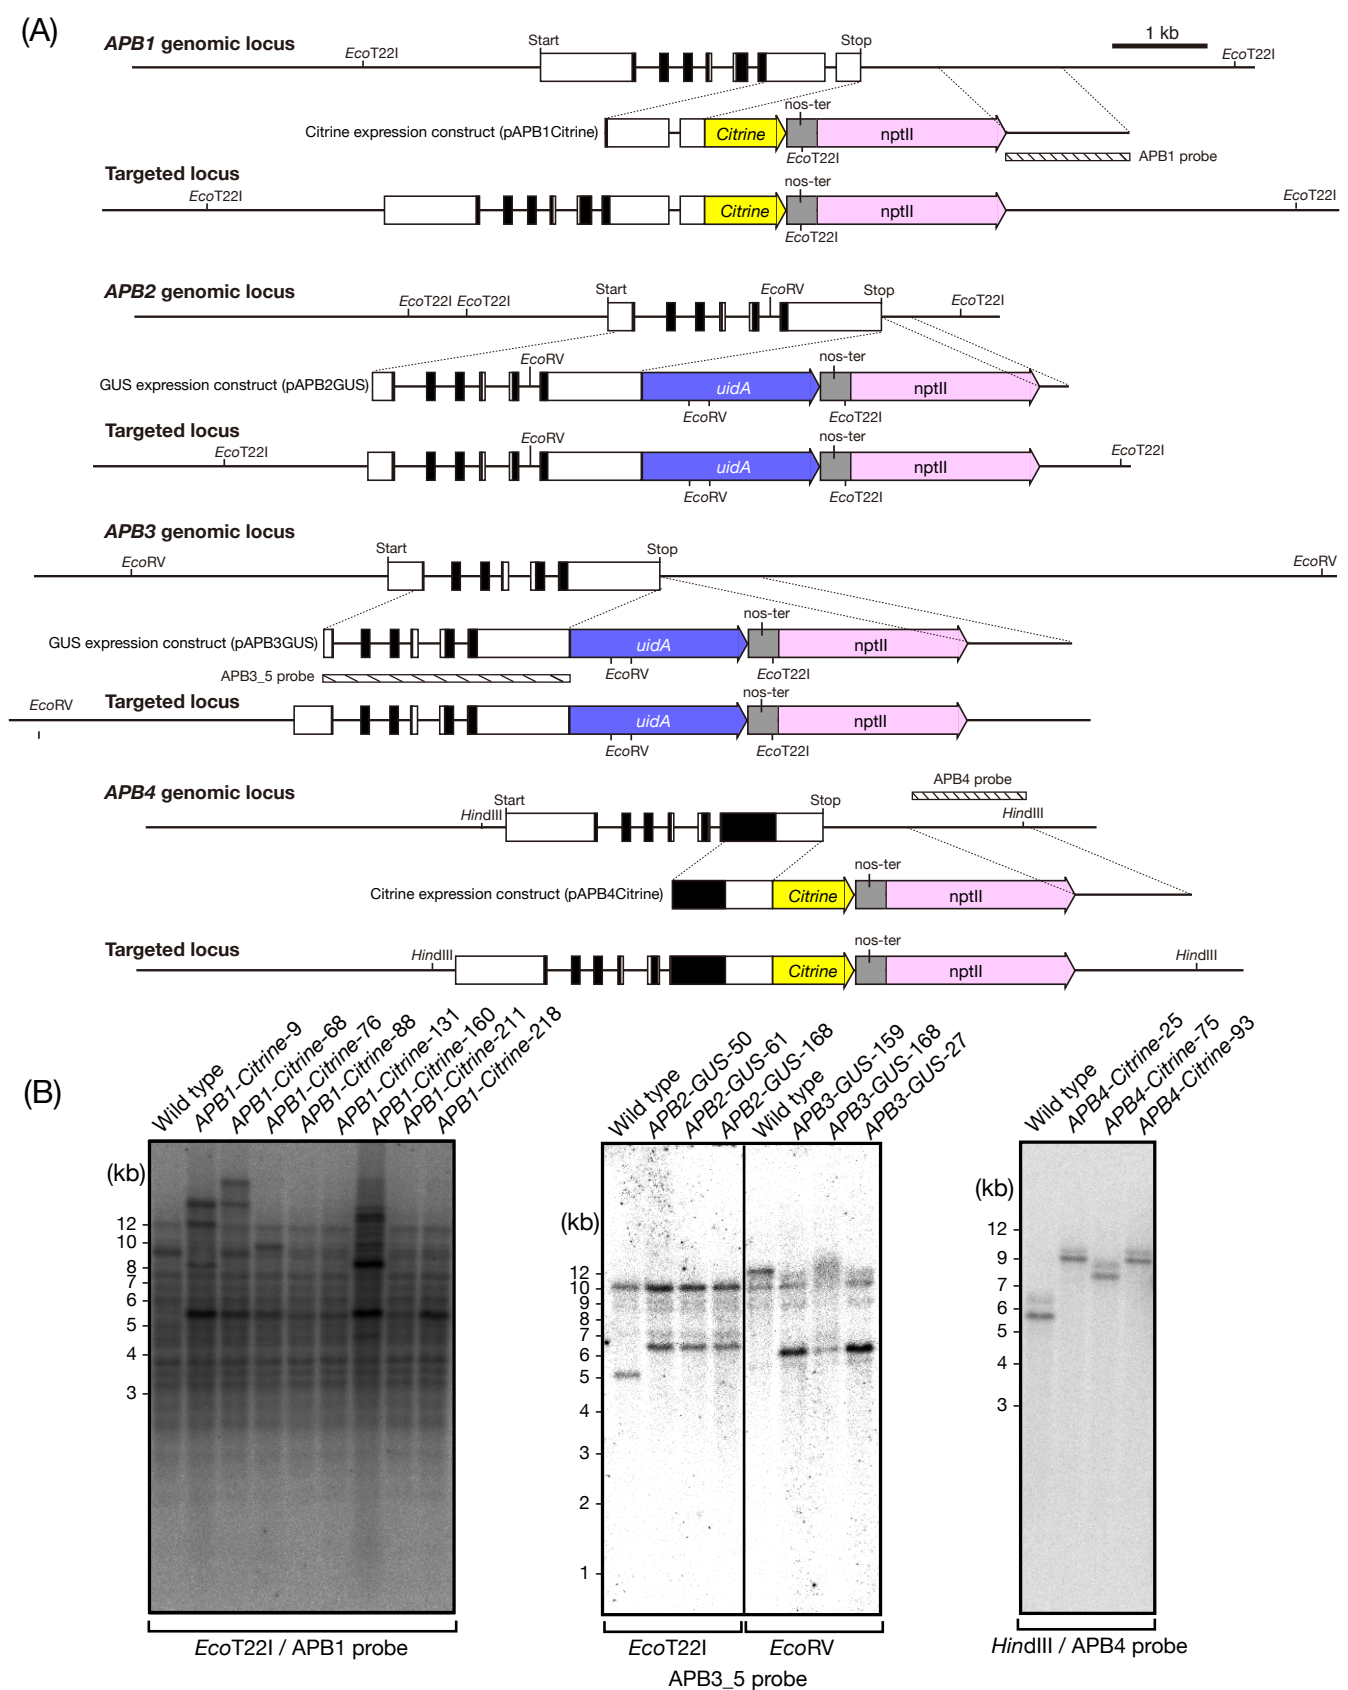 (A)
APB1 genomic locus
EcoT22I
Start
Stop
1 kb
EcoT22I
Citrine expression construct (pAPB1Citrine)
Citrine
nos-ter
nptII
EcoT22I
APB1 probe
Targeted locus
EcoT22I
Citrine
nos-ter
nptII
EcoT22I
EcoT22I
APB2 genomic locus
EcoT22I EcoT22I
Start
EcoRV
Stop
EcoT22I
GUS expression construct (pAPB2GUS)
EcoRV
uidA
nos-ter
nptII
EcoRV
EcoT22I
Targeted locus
EcoT22I
EcoRV
uidA
nos-ter
nptII
EcoT22I
EcoRV
EcoT22I
APB3 genomic locus
EcoRV
Start
Stop
EcoRV
GUS expression construct (pAPB3GUS)
uidA
nos-ter
nptII
APB3_5 probe
EcoRV
EcoT22I
EcoRV
Targeted locus
uidA
nos-ter
nptII
EcoRV
EcoT22I
APB4 genomic locus
HindIII
Start
Stop
APB4 probe
HindIII
Citrine expression construct (pAPB4Citrine)
Citrine
nos-ter
nptII
Targeted locus
HindIII
Citrine
nos-ter
nptII
HindIII
(B)
Wild type
APB1-Citrine-9
APB1-Citrine-68
APB1-Citrine-76
APB1-Citrine-88
APB1-Citrine-131
APB1-Citrine-160
APB1-Citrine-211
APB1-Citrine-218
(kb)
12
10
8
7
6
5
4
3
EcoT22I / APB1 probe
Wild type
APB2-GUS-50
APB2-GUS-61
APB2-GUS-168
Wild type
APB3-GUS-159
APB3-GUS-168
APB3-GUS-27
(kb)
12
10
9
8
7
6
5
4
3
2
1
EcoT22I
EcoRV
APB3_5 probe
Wild type
APB4-Citrine-25
APB4-Citrine-75
APB4-Citrine-93
(kb)
12
9
7
6
5
4
3
HindIII / APB4 probe